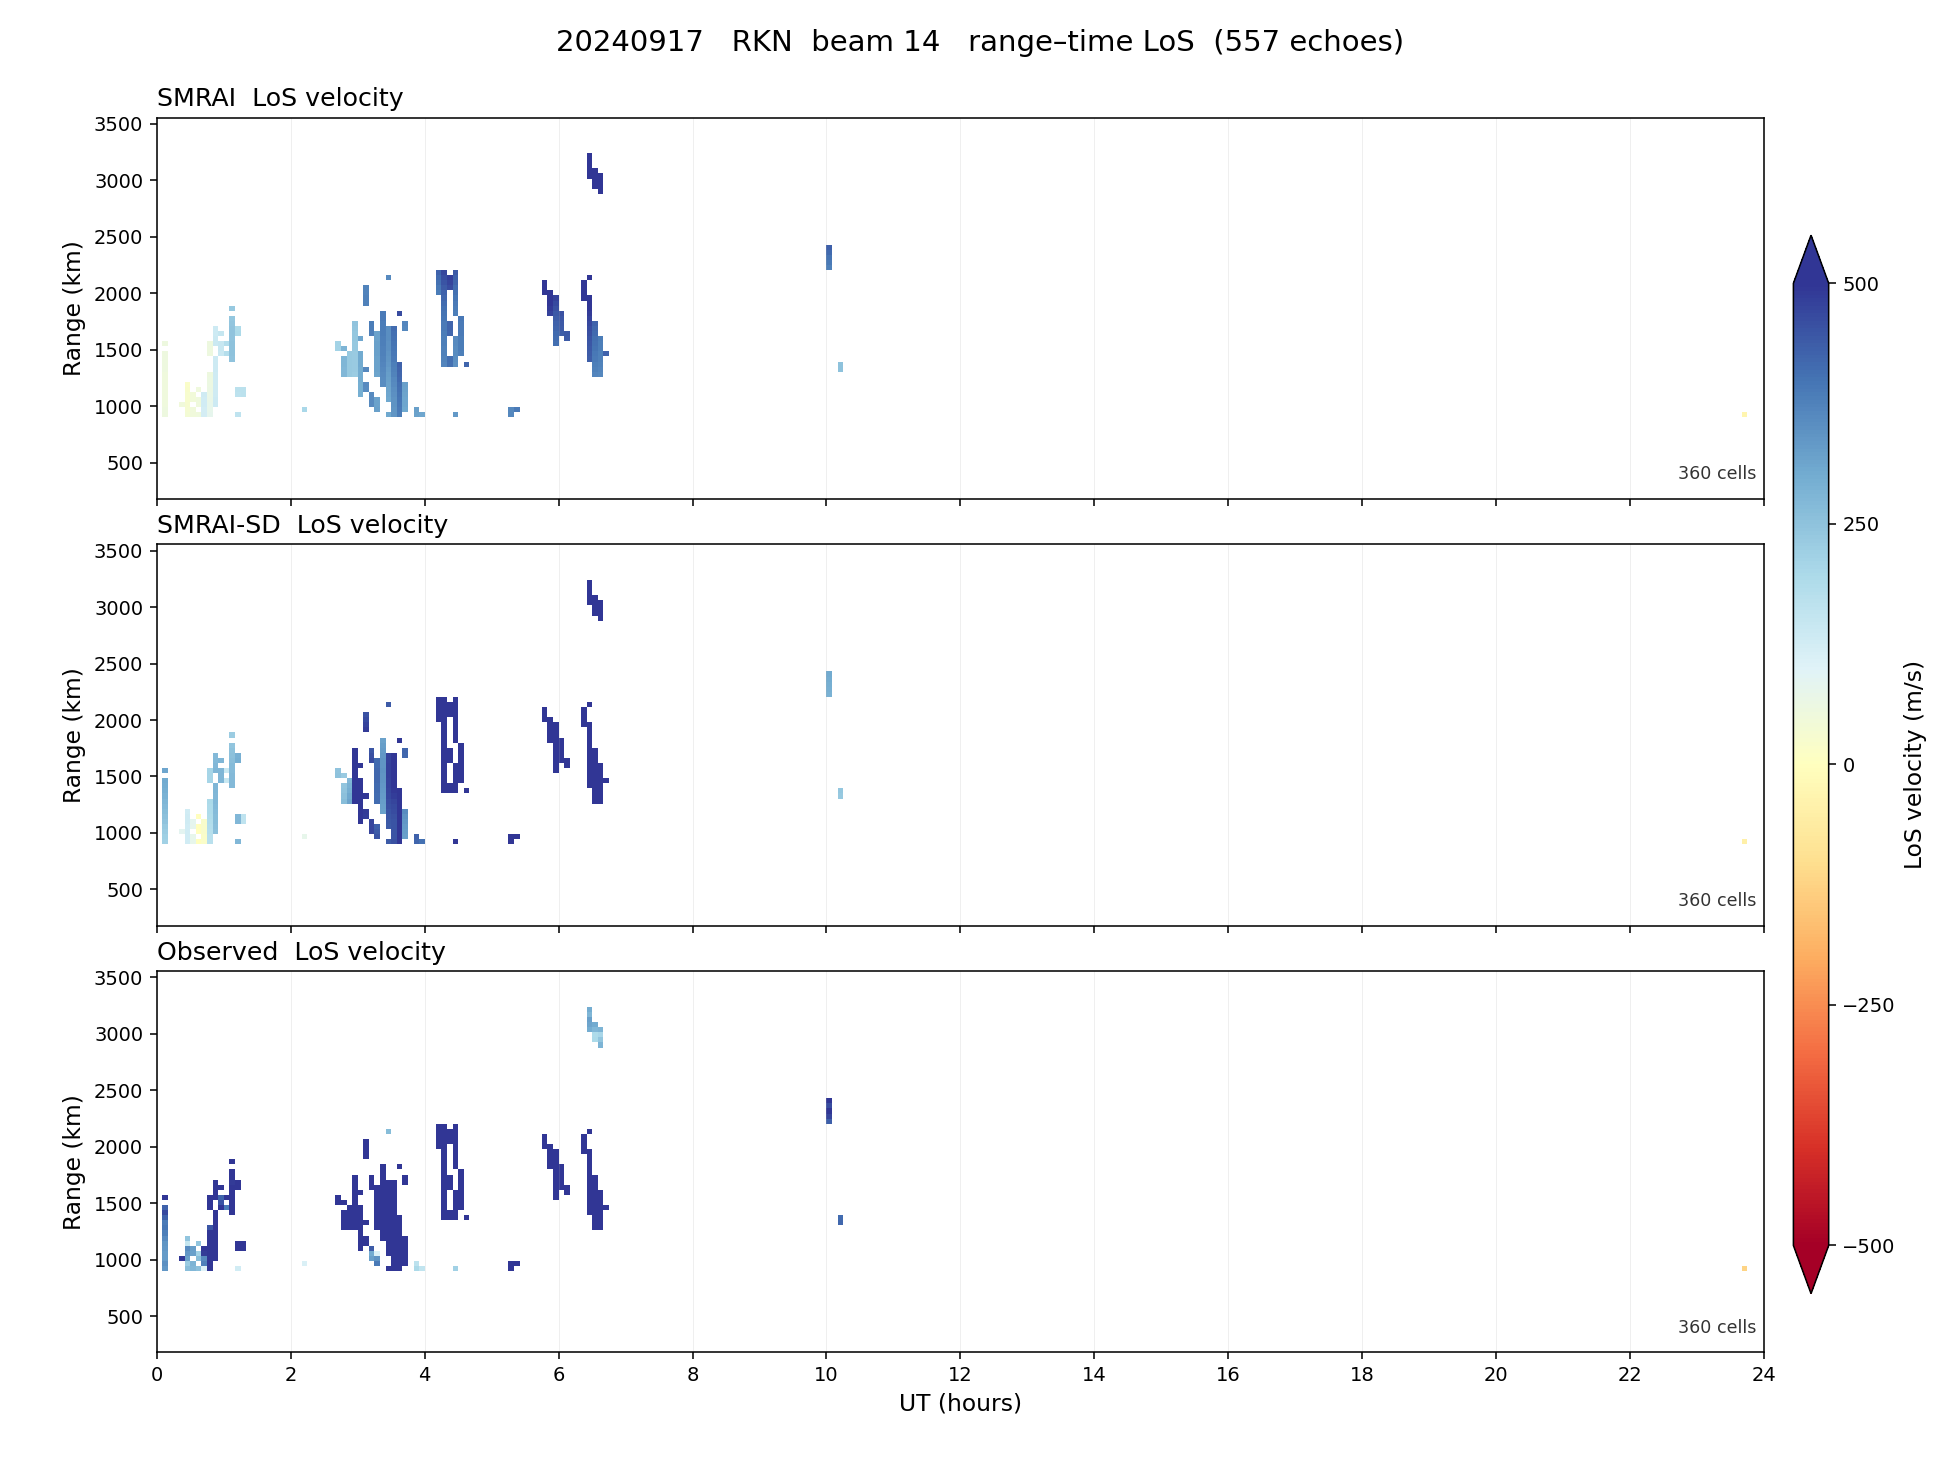 20240917   RKN  beam 14   range–time LoS  (557 echoes)
SMRAI  LoS velocity
3500
3000
2500
2000
1500
1000
500
Range (km)
360 cells
SMRAI-SD  LoS velocity
3500
3000
2500
2000
1500
1000
500
Range (km)
360 cells
Observed  LoS velocity
3500
3000
2500
2000
1500
1000
500
Range (km)
360 cells
0 2 4 6 8 10 12 14 16 18 20 22 24
UT (hours)
500
250
0
−250
−500
LoS velocity (m/s)